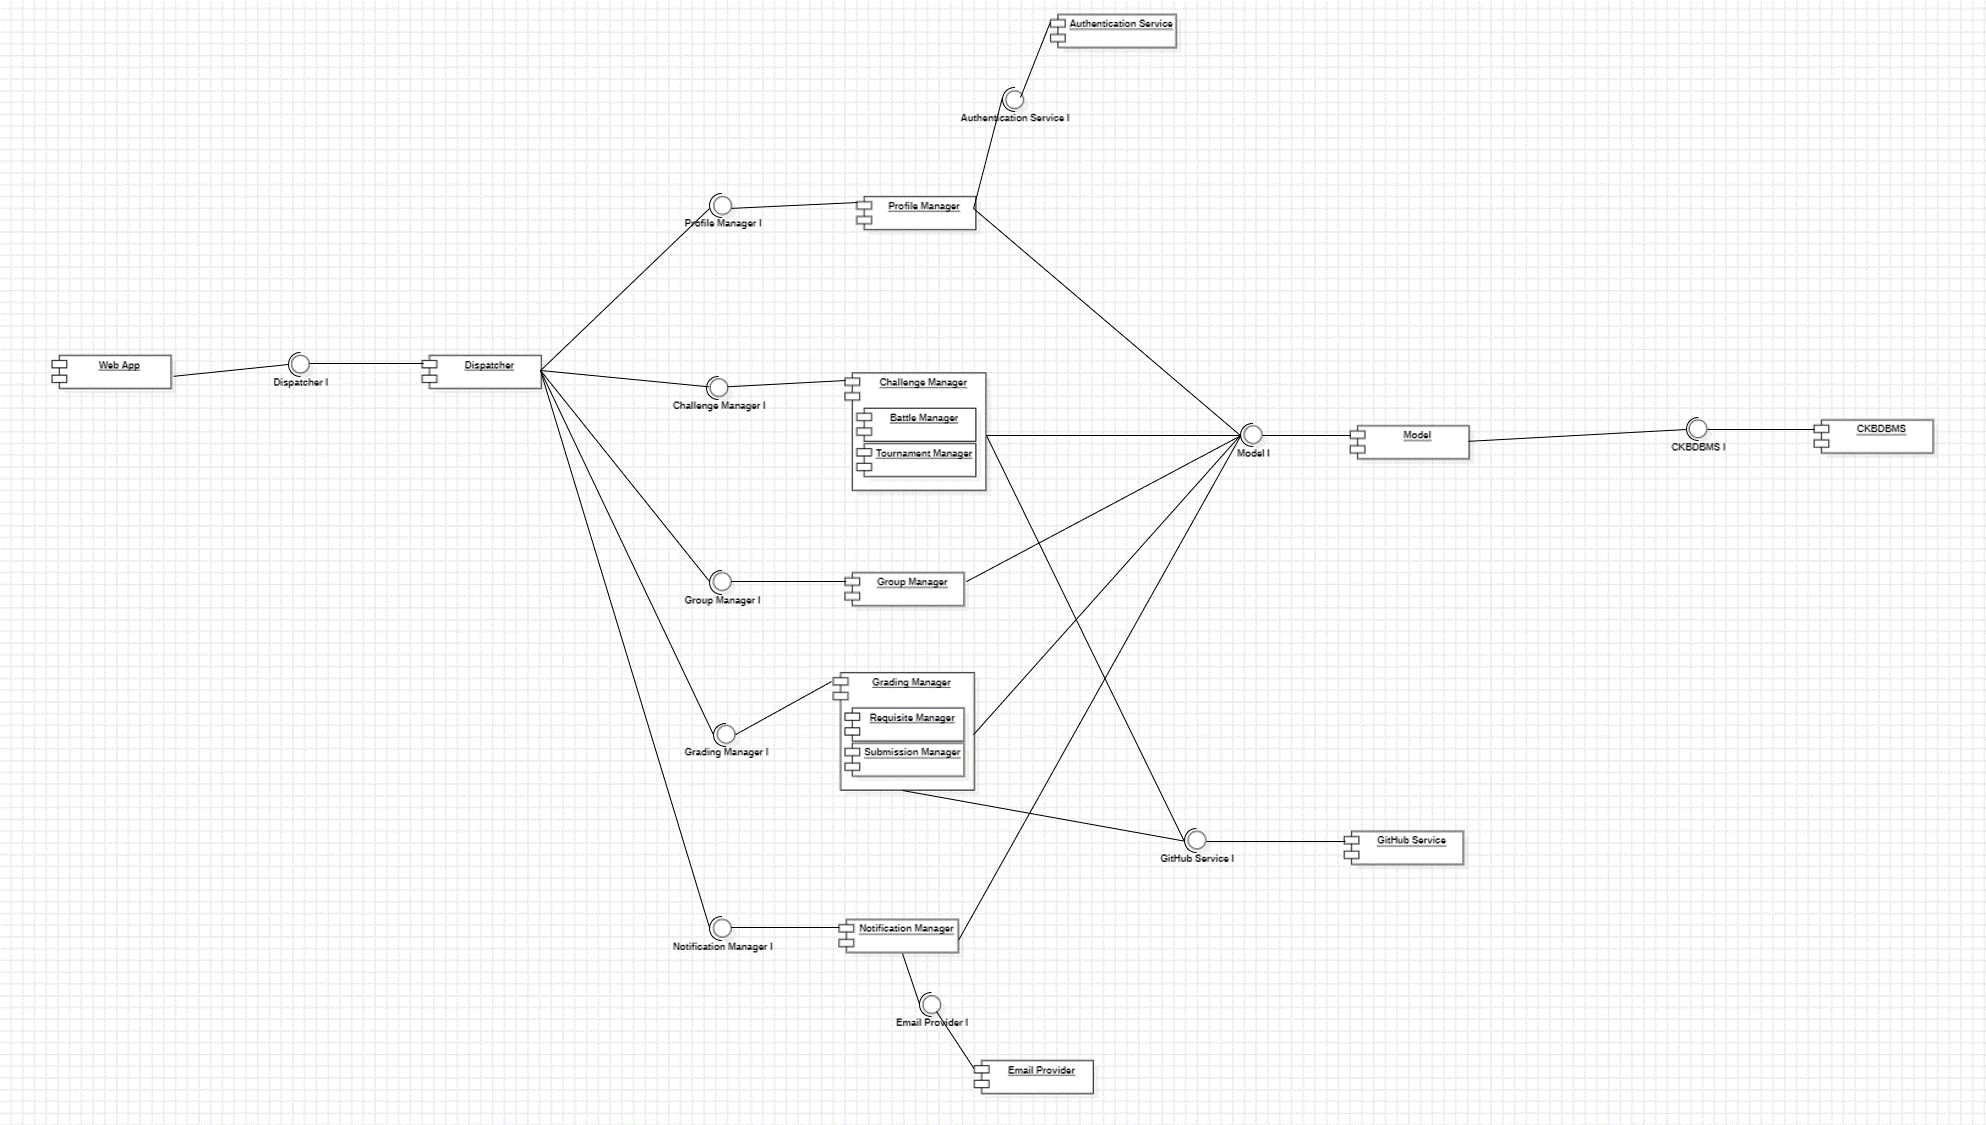 Authentication Service
Authentication Service I
Profile Manager I
Profile Manager
Web App
Dispatcher I
Dispatcher
Challenge Manager I
Challenge Manager
Battle Manager
Tournament Manager
Model I
Model
CKBDBMS I
CKBDBMS
Group Manager I
Group Manager
Grading Manager I
Grading Manager
Requisite Manager
Submission Manager
GitHub Service I
GitHub Service
Notification Manager I
Notification Manager
Email Provider I
Email Provider